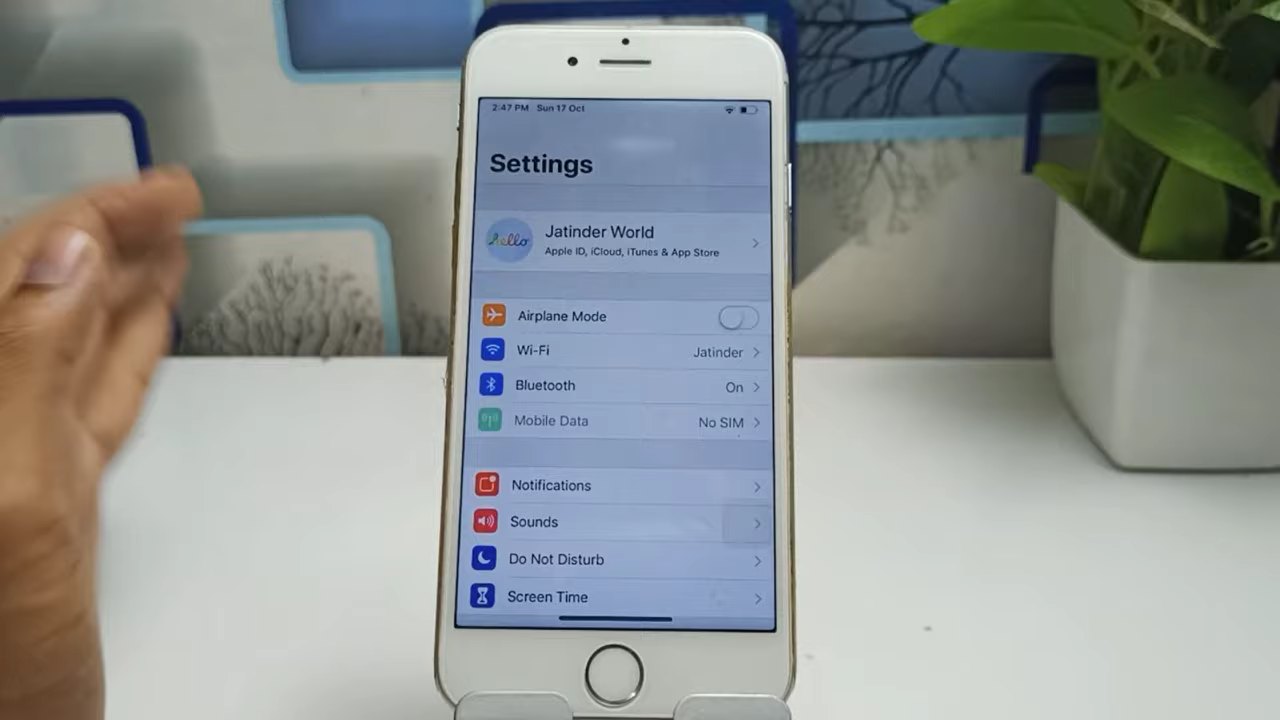 2:47 PM Sun 17 Oct
Settings
hello
Jatinder World
Apple ID, iCloud, iTunes & App Store
Airplane Mode
Wi-Fi Jatinder
Bluetooth On
Mobile Data No SIM
Notifications
Sounds
Do Not Disturb
Screen Time